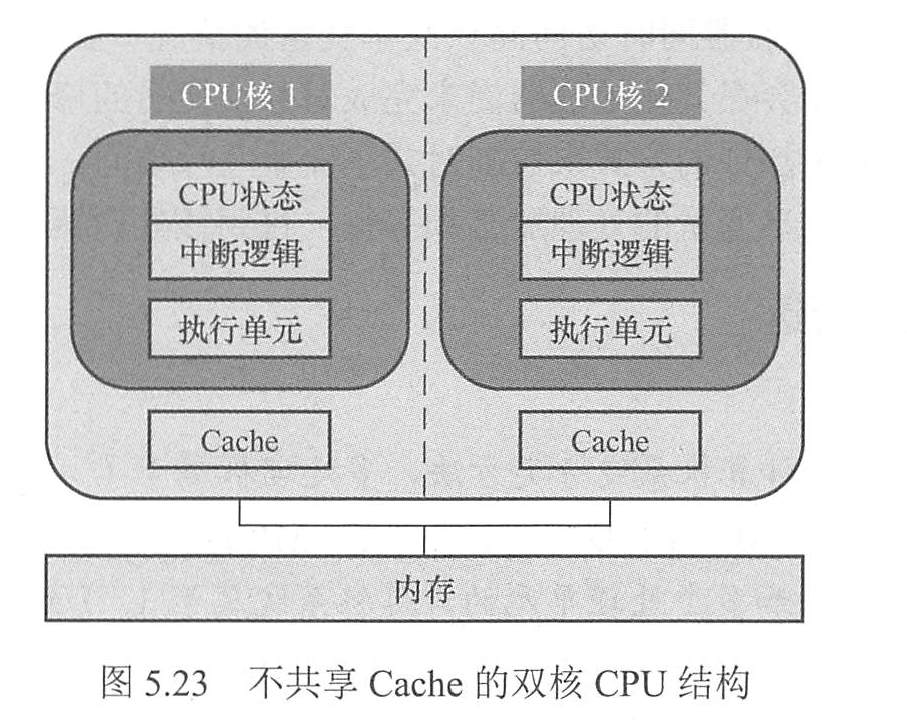 CPU核 1
CPU核 2
CPU状态
中断逻辑
执行单元
Cache
CPU状态
中断逻辑
执行单元
Cache
内存
图 5.23 不共享 Cache 的双核 CPU 结构